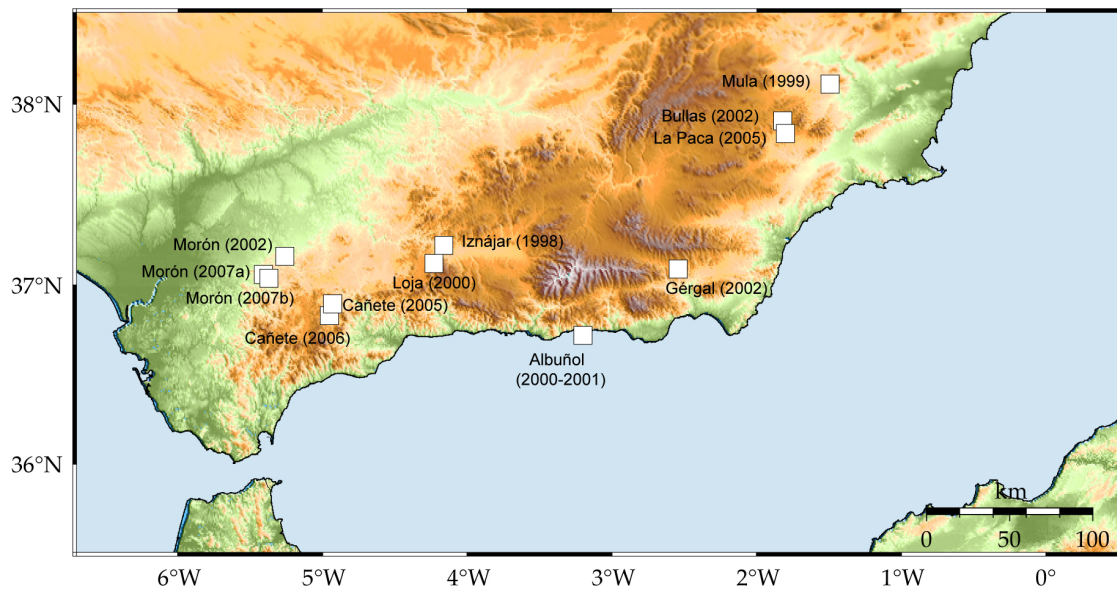 38°N
37°N
36°N
Mula (1999)
Bullas (2002)
La Paca (2005)
Morón (2002)
Iznájar (1998)
Morón (2007a)
Loja (2000)
Gérgal (2002)
Morón (2007b)
Cañete (2005)
Cañete (2006)
Albuñol
(2000-2001)
km
0 50 100
6°W 5°W 4°W 3°W 2°W 1°W 0°